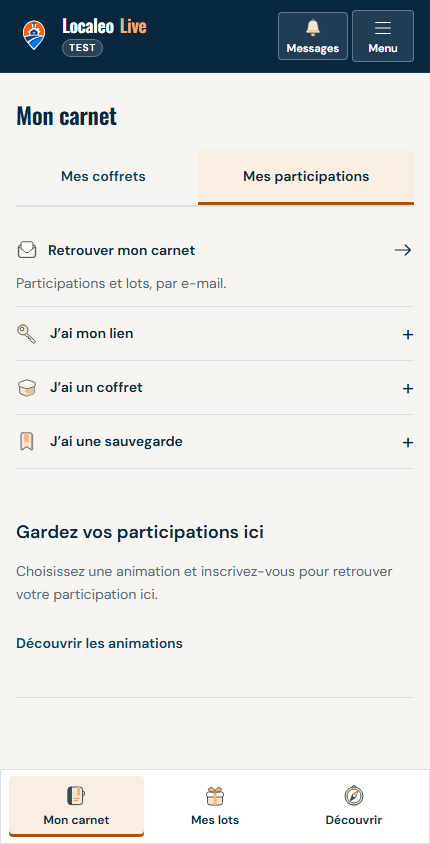 Localeo Live
TEST
Messages
Menu
Mon carnet
Mes coffrets
Mes participations
Retrouver mon carnet
Participations et lots, par e-mail.
J’ai mon lien
J’ai un coffret
J’ai une sauvegarde
Gardez vos participations ici
Choisissez une animation et inscrivez-vous pour retrouver
votre participation ici.
Découvrir les animations
Mon carnet
Mes lots
Découvrir